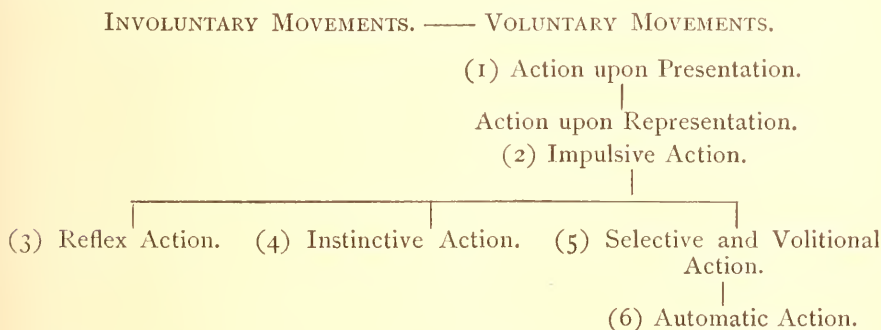 INVOLUNTARY MOVEMENTS. —— VOLUNTARY MOVEMENTS.
(1) Action upon Presentation.
Action upon Representation.
(2) Impulsive Action.
(3) Reflex Action. (4) Instinctive Action. (5) Selective and Volitional
Action.
(6) Automatic Action.